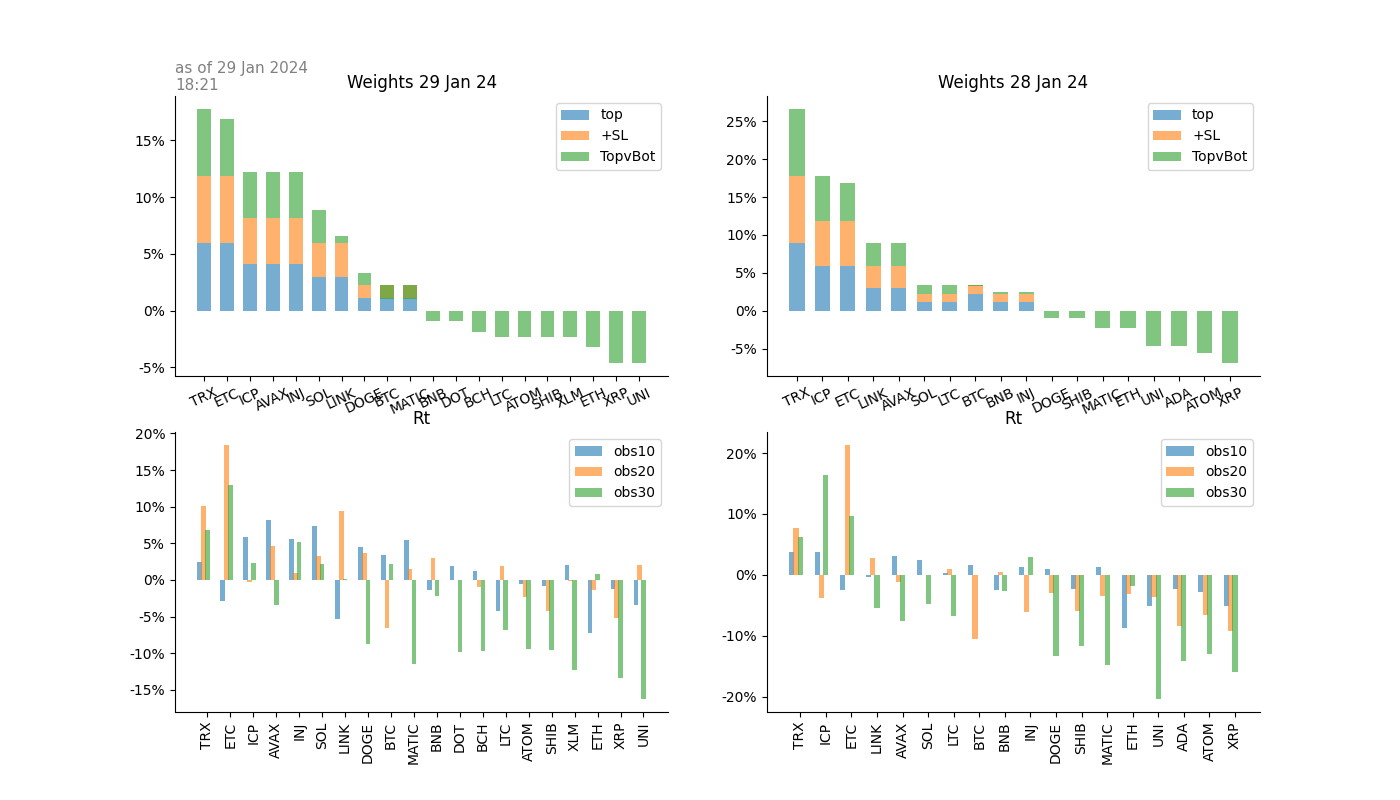 as of 29 Jan 2024
18:21
Weights 29 Jan 24
15%
10%
5%
0%
-5%
top
+SL
TopvBot
TRX ETC ICP AVAX INJ SOL LINK DOGE BTC MATIC BNB DOT BCH LTC ATOM SHIB XLM ETH XRP UNI
Weights 28 Jan 24
25%
20%
15%
10%
5%
0%
-5%
top
+SL
TopvBot
TRX ICP ETC LINK AVAX SOL LTC BTC BNB INJ DOGE SHIB MATIC ETH UNI ADA ATOM XRP
Rt
20%
15%
10%
5%
0%
-5%
-10%
-15%
obs10
obs20
obs30
TRX ETC ICP AVAX INJ SOL LINK DOGE BTC MATIC BNB DOT BCH LTC ATOM SHIB XLM ETH XRP UNI
Rt
20%
10%
0%
-10%
-20%
obs10
obs20
obs30
TRX ICP ETC LINK AVAX SOL LTC BTC BNB INJ DOGE SHIB MATIC ETH UNI ADA ATOM XRP